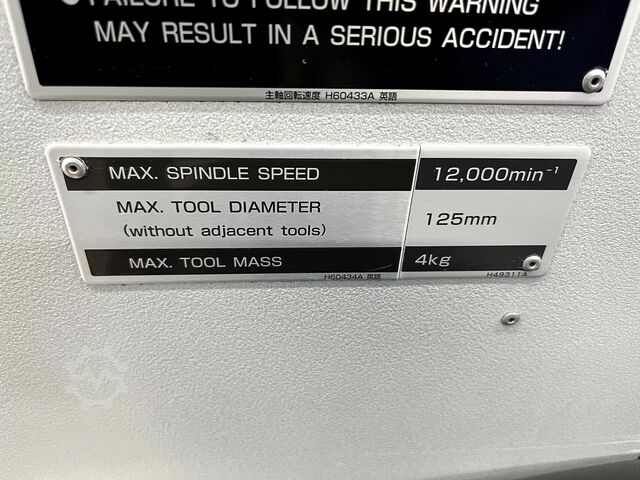 FAILURE TO FOLLOW THIS WARNING
MAY RESULT IN A SERIOUS ACCIDENT!
主軸回転速度 H60433A 英語
MAX. SPINDLE SPEED 12,000min⁻¹
MAX. TOOL DIAMETER
(without adjacent tools) 125mm
MAX. TOOL MASS 4kg
H60434A 英語 H49311A